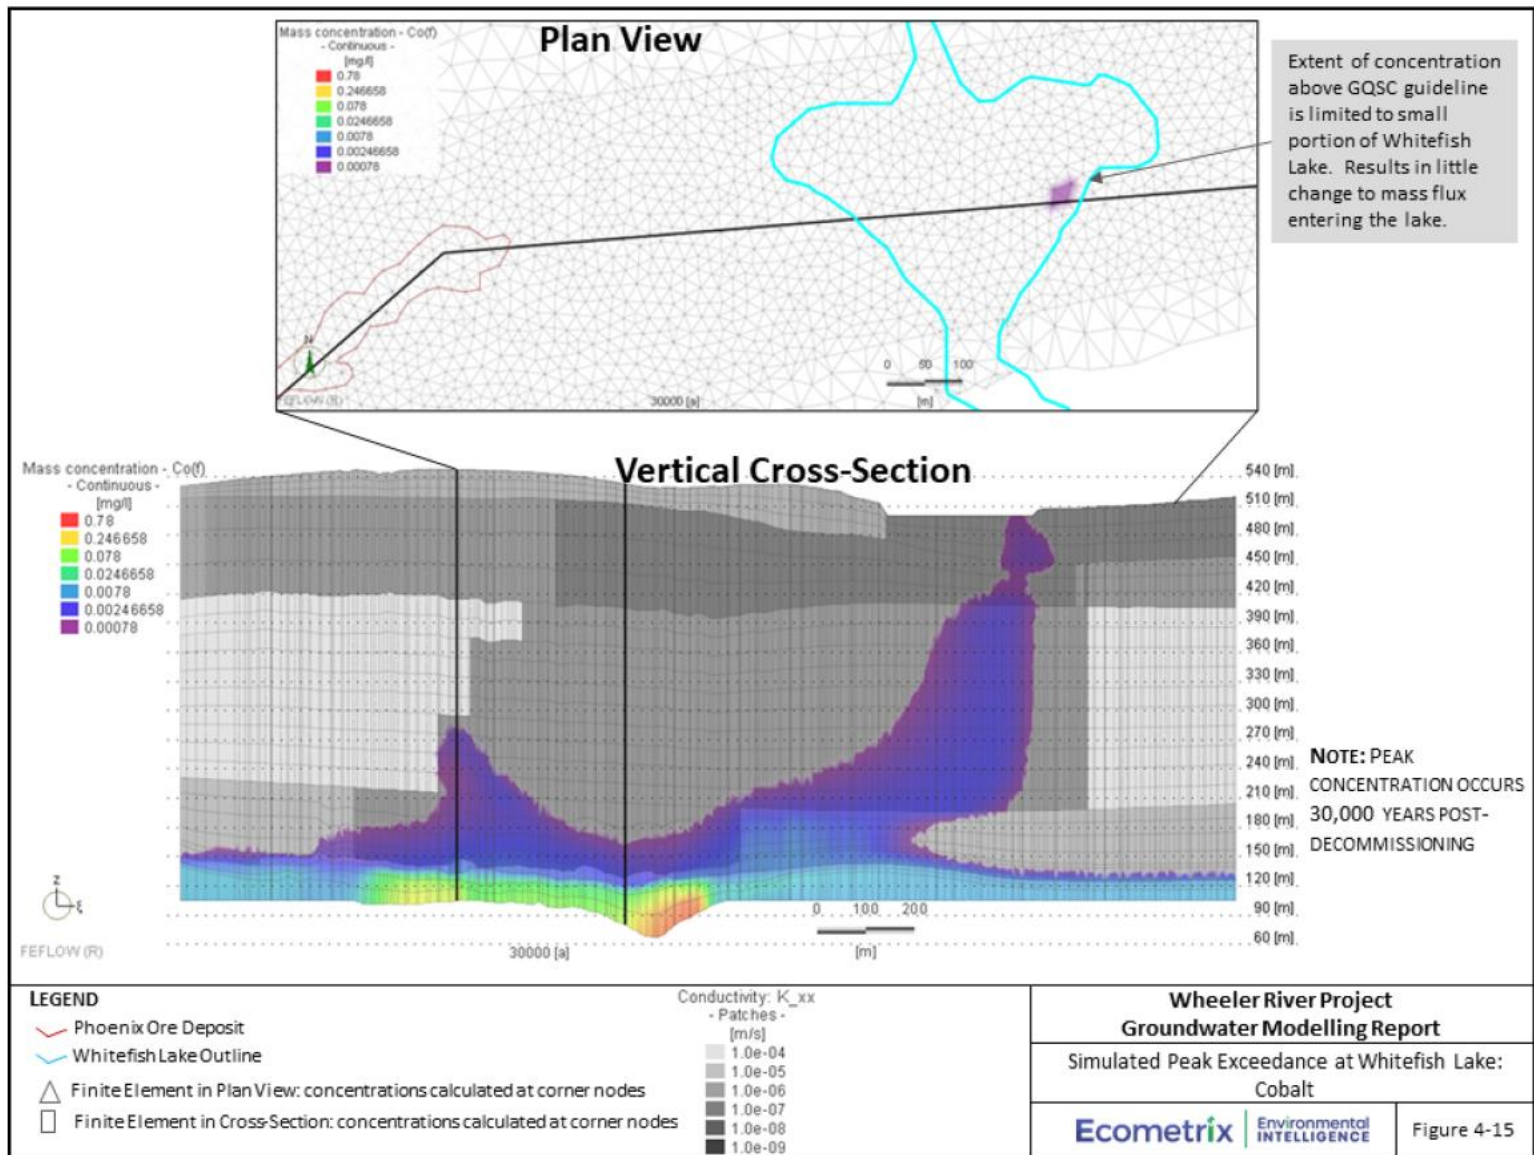 Plan View
Mass concentration - Co(f)
- Continuous -
[mg/l]
0.78
0.246658
0.078
0.0246658
0.0078
0.00246658
0.00078
Extent of concentration
above GQSC guideline
is limited to small
portion of Whitefish
Lake. Results in little
change to mass flux
entering the lake.
N
FEFLOW (R)
30000 [a]
0 50 100
[m]
Vertical Cross-Section
Mass concentration - Co(f)
- Continuous -
[mg/l]
0.78
0.246658
0.078
0.0246658
0.0078
0.00246658
0.00078
540 [m]
510 [m]
480 [m]
450 [m]
420 [m]
390 [m]
360 [m]
330 [m]
300 [m]
270 [m]
240 [m]
210 [m]
180 [m]
150 [m]
120 [m]
90 [m]
60 [m]
NOTE: PEAK
CONCENTRATION OCCURS
30,000 YEARS POST-
DECOMMISSIONING
z
ξ
FEFLOW (R)
30000 [a]
0 100 200
[m]
LEGEND
Phoenix Ore Deposit
Whitefish Lake Outline
Finite Element in Plan View: concentrations calculated at corner nodes
Finite Element in Cross-Section: concentrations calculated at corner nodes
Conductivity: K_xx
- Patches -
[m/s]
1.0e-04
1.0e-05
1.0e-06
1.0e-07
1.0e-08
1.0e-09
Wheeler River Project
Groundwater Modelling Report
Simulated Peak Exceedance at Whitefish Lake:
Cobalt
Ecometrix
Environmental
INTELLIGENCE
Figure 4-15